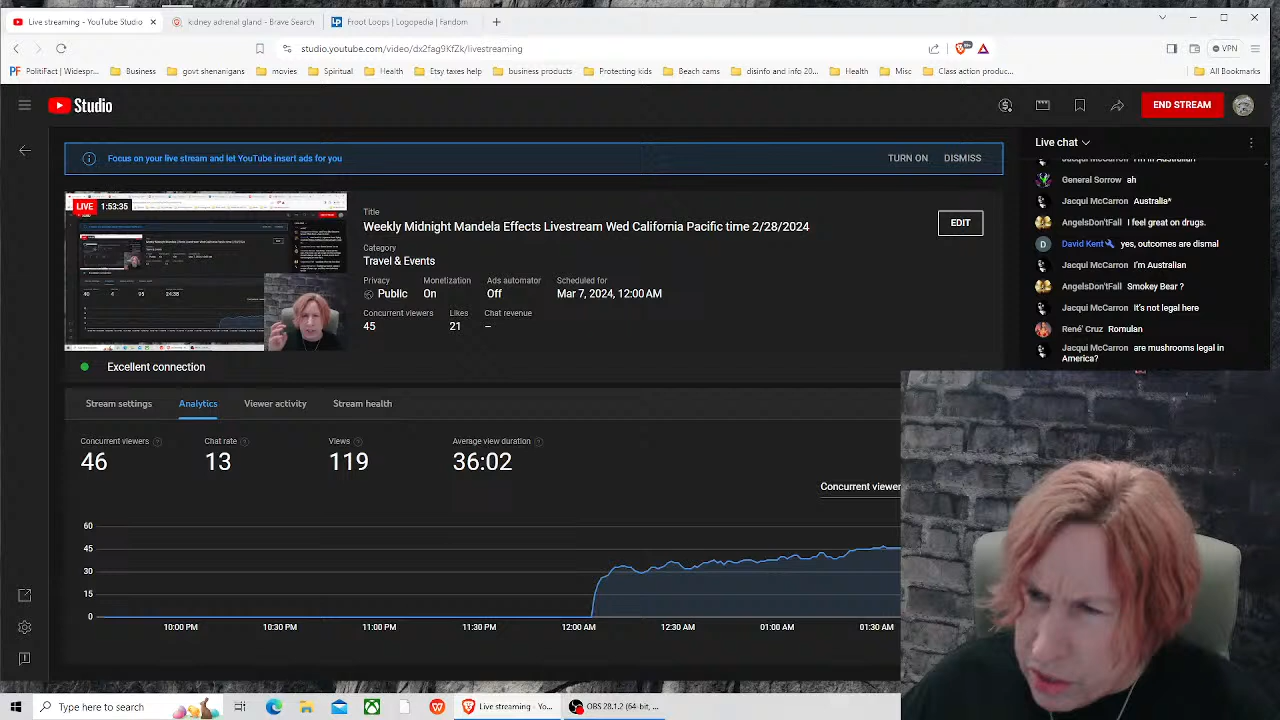 Live streaming - YouTube Studio
kidney adrenal gland - Brave Search
Froot Loops | Logopedia | Fandom
studio.youtube.com/video/dx2fag9KfZk/livestreaming
VPN
PolitiFact | Widespr...
Business
govt shenanigans
movies
Spiritual
Health
Etsy taxes help
business products
Protecting kids
Beach cams
disinfo and info 20...
Health
Misc
Class action produc...
All Bookmarks
Studio
END STREAM
Focus on your live stream and let YouTube insert ads for you
TURN ON
DISMISS
LIVE
1:53:35
Title
Weekly Midnight Mandela Effects Livestream Wed California Pacific time 2/28/2024
EDIT
Category
Travel & Events
Privacy
Monetization
Ads automator
Scheduled for
Public
On
Off
Mar 7, 2024, 12:00 AM
Concurrent viewers
Likes
Chat revenue
45
21
–
Excellent connection
Live chat
Jacqui McCarron I'm in Australian
General Sorrow ah
Jacqui McCarron Australia*
AngelsDon'tFall I feel great on drugs.
David Kent yes, outcomes are dismal
Jacqui McCarron I'm Australian
AngelsDon'tFall Smokey Bear ?
Jacqui McCarron It's not legal here
René' Cruz Romulan
Jacqui McCarron are mushrooms legal in
America?
Stream settings
Analytics
Viewer activity
Stream health
Concurrent viewers
Chat rate
Views
Average view duration
46
13
119
36:02
Concurrent viewer
60
45
30
15
0
10:00 PM
10:30 PM
11:00 PM
11:30 PM
12:00 AM
12:30 AM
01:00 AM
01:30 AM
Type here to search
Live streaming - Yo...
OBS 28.1.2 (64-bit, ...